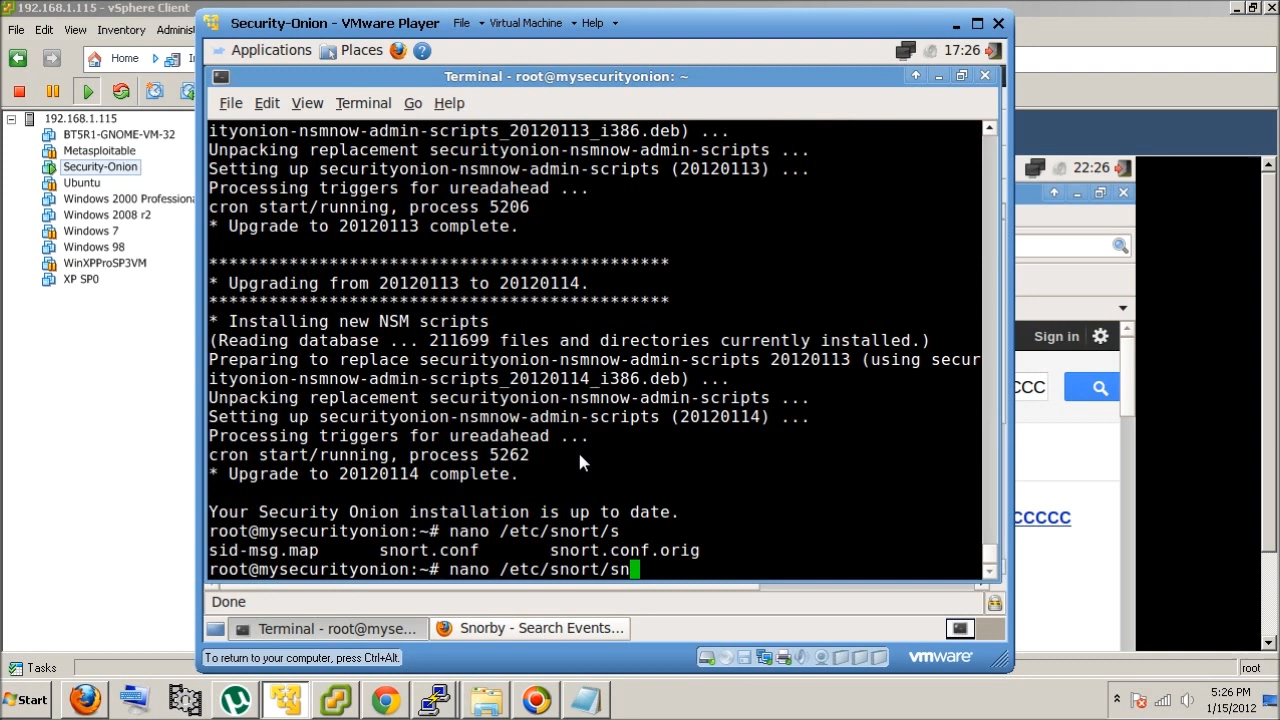 192.168.1.115 - vSphere Client
File Edit View Inventory Adminis
Home In
192.168.1.115
BT5R1-GNOME-VM-32
Metasploitable
Security-Onion
Ubuntu
Windows 2000 Professiona
Windows 2008 r2
Windows 7
Windows 98
WinXPProSP3VM
XP SP0
Security-Onion - VMware Player File Virtual Machine Help
Applications Places 17:26
Terminal - root@mysecurityonion: ~
File Edit View Terminal Go Help
ityonion-nsmnow-admin-scripts_20120113_i386.deb) ...
Unpacking replacement securityonion-nsmnow-admin-scripts ...
Setting up securityonion-nsmnow-admin-scripts (20120113) ...
Processing triggers for ureadahead ...
cron start/running, process 5206
* Upgrade to 20120113 complete.
**********************************************
* Upgrading from 20120113 to 20120114.
**********************************************
* Installing new NSM scripts
(Reading database ... 211699 files and directories currently installed.)
Preparing to replace securityonion-nsmnow-admin-scripts 20120113 (using secur
ityonion-nsmnow-admin-scripts_20120114_i386.deb) ...
Unpacking replacement securityonion-nsmnow-admin-scripts ...
Setting up securityonion-nsmnow-admin-scripts (20120114) ...
Processing triggers for ureadahead ...
cron start/running, process 5262
* Upgrade to 20120114 complete.
Your Security Onion installation is up to date.
root@mysecurityonion:~# nano /etc/snort/s
sid-msg.map snort.conf snort.conf.orig
root@mysecurityonion:~# nano /etc/snort/sn
Done
Terminal - root@myse... Snorby - Search Events...
To return to your computer, press Ctrl+Alt. vmware
22:26
Sign in
CCC
CCCCC
Tasks root
Start
5:26 PM
1/15/2012